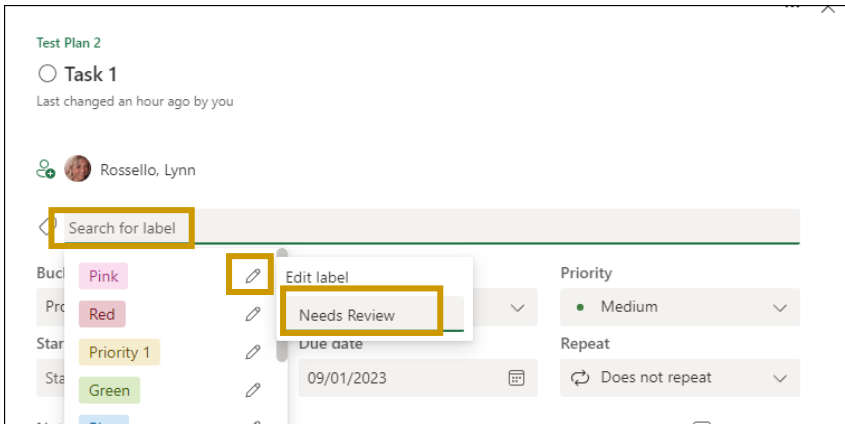 Test Plan 2
Task 1
Last changed an hour ago by you
Rossello, Lynn
Search for label
Pink
Red
Priority 1
Green
Edit label
Needs Review
Priority
Medium
Due date
09/01/2023
Repeat
Does not repeat